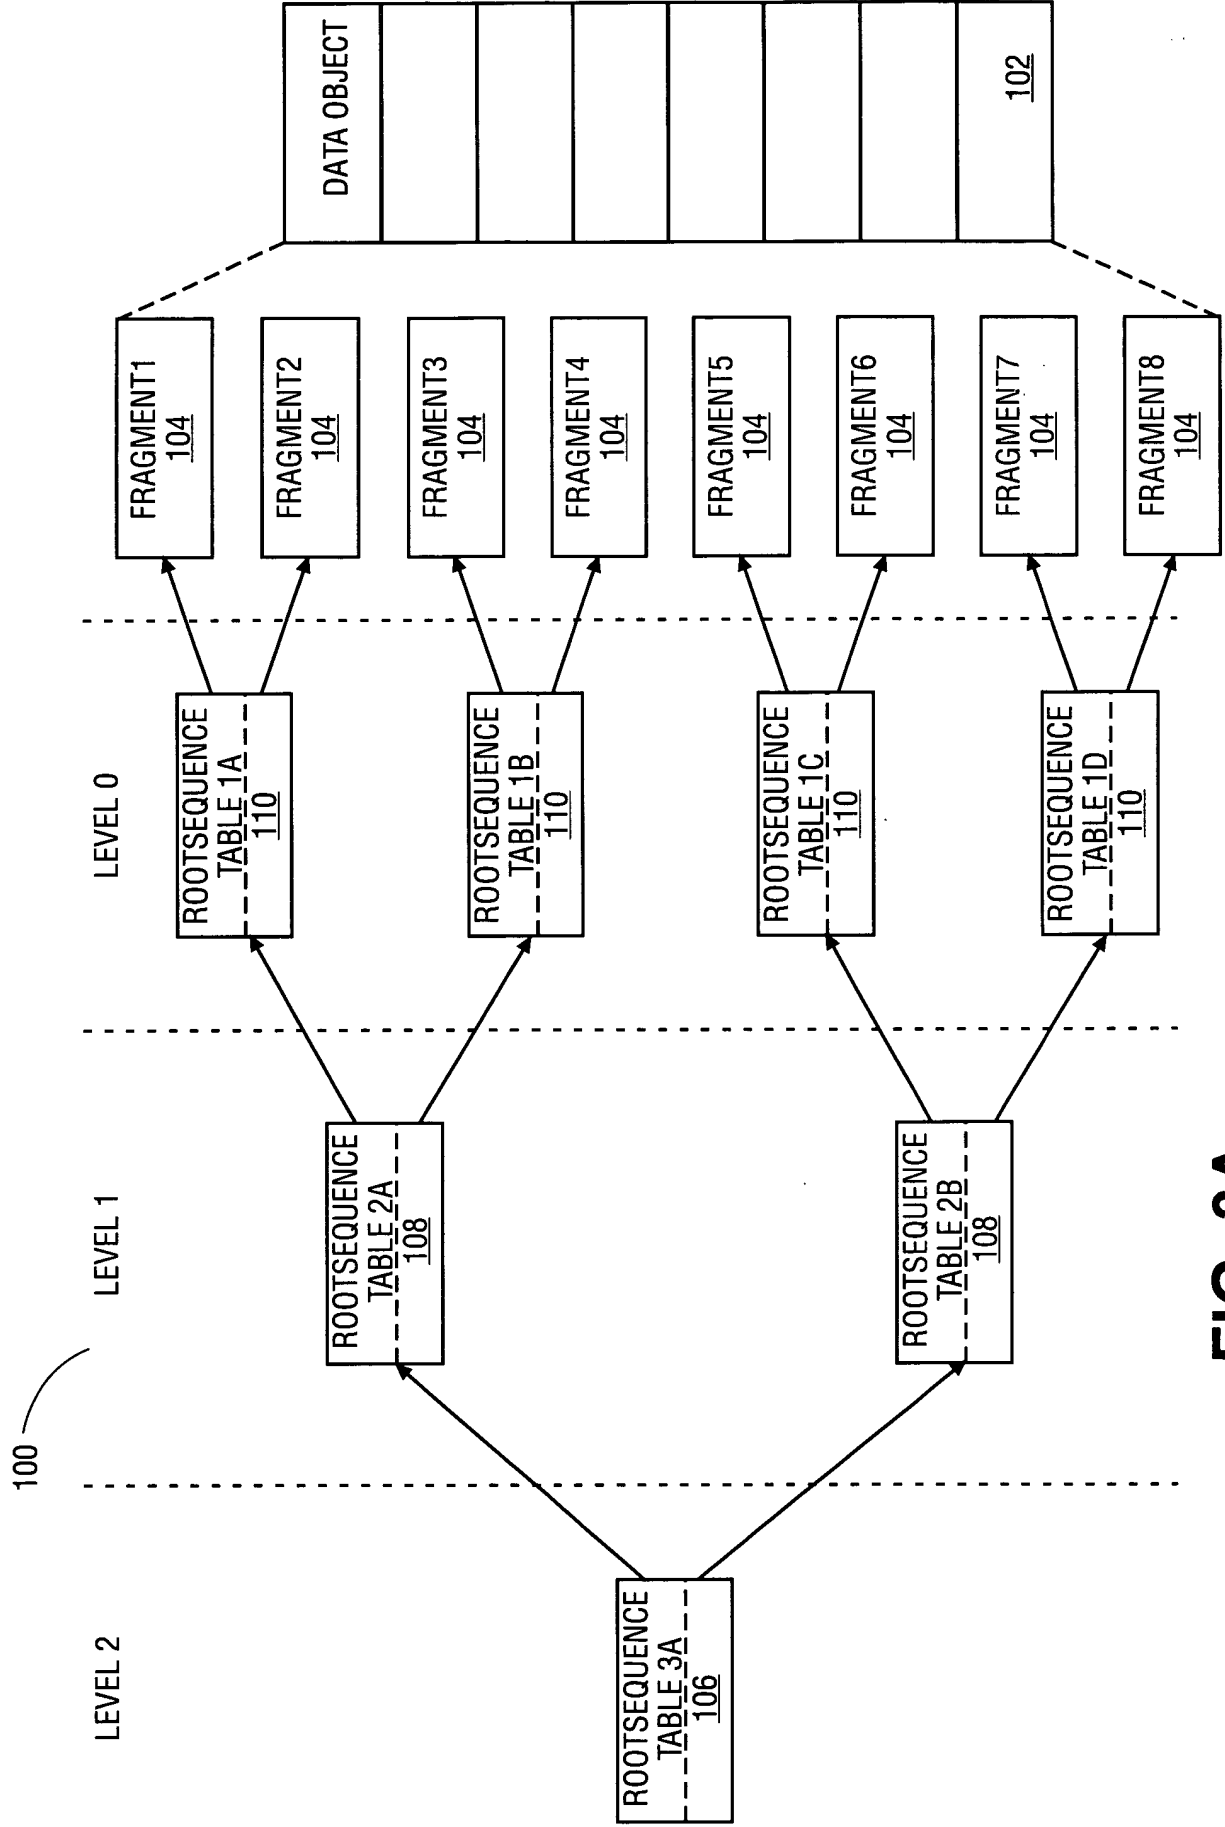 100
LEVEL 2
LEVEL 1
LEVEL 0
ROOTSEQUENCE
TABLE 3A
106
ROOTSEQUENCE
TABLE 2A
108
ROOTSEQUENCE
TABLE 2B
108
ROOTSEQUENCE
TABLE 1A
110
ROOTSEQUENCE
TABLE 1B
110
ROOTSEQUENCE
TABLE 1C
110
ROOTSEQUENCE
TABLE 1D
110
FRAGMENT1
104
FRAGMENT2
104
FRAGMENT3
104
FRAGMENT4
104
FRAGMENT5
104
FRAGMENT6
104
FRAGMENT7
104
FRAGMENT8
104
DATA OBJECT
102
FIG.